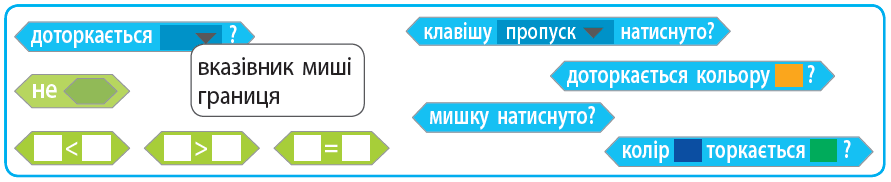 доторкається ?
вказівник миші
границя
не
<
>
=
клавішу пропуск натиснуто?
доторкається кольору ?
мишку натиснуто?
колір торкається ?